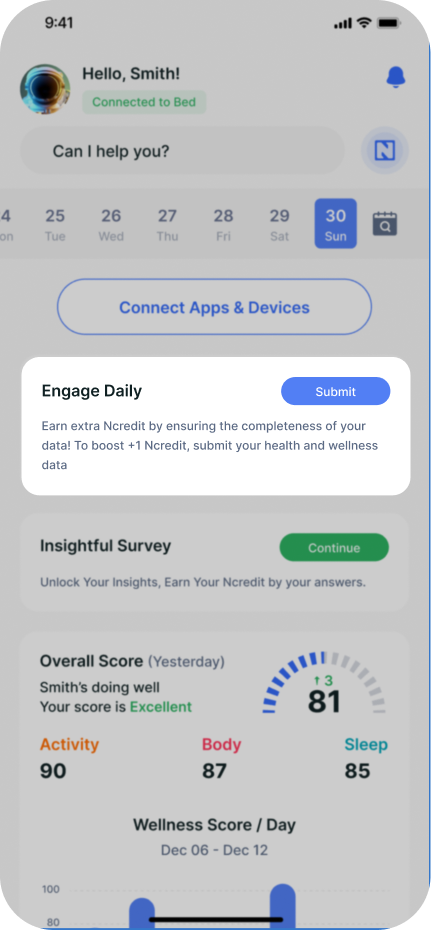 9:41
Hello, Smith!
Connected to Bed
Can I help you?
4 25 26 27 28 29 30
on Tue Wed Thu Fri Sat Sun
Connect Apps & Devices
Engage Daily
Submit
Earn extra Ncredit by ensuring the completeness of your
data! To boost +1 Ncredit, submit your health and wellness
data
Insightful Survey
Continue
Unlock Your Insights, Earn Your Ncredit by your answers.
Overall Score (Yesterday)
Smith's doing well
Your score is Excellent
↑ 3
81
Activity Body Sleep
90 87 85
Wellness Score / Day
Dec 06 - Dec 12
100
80